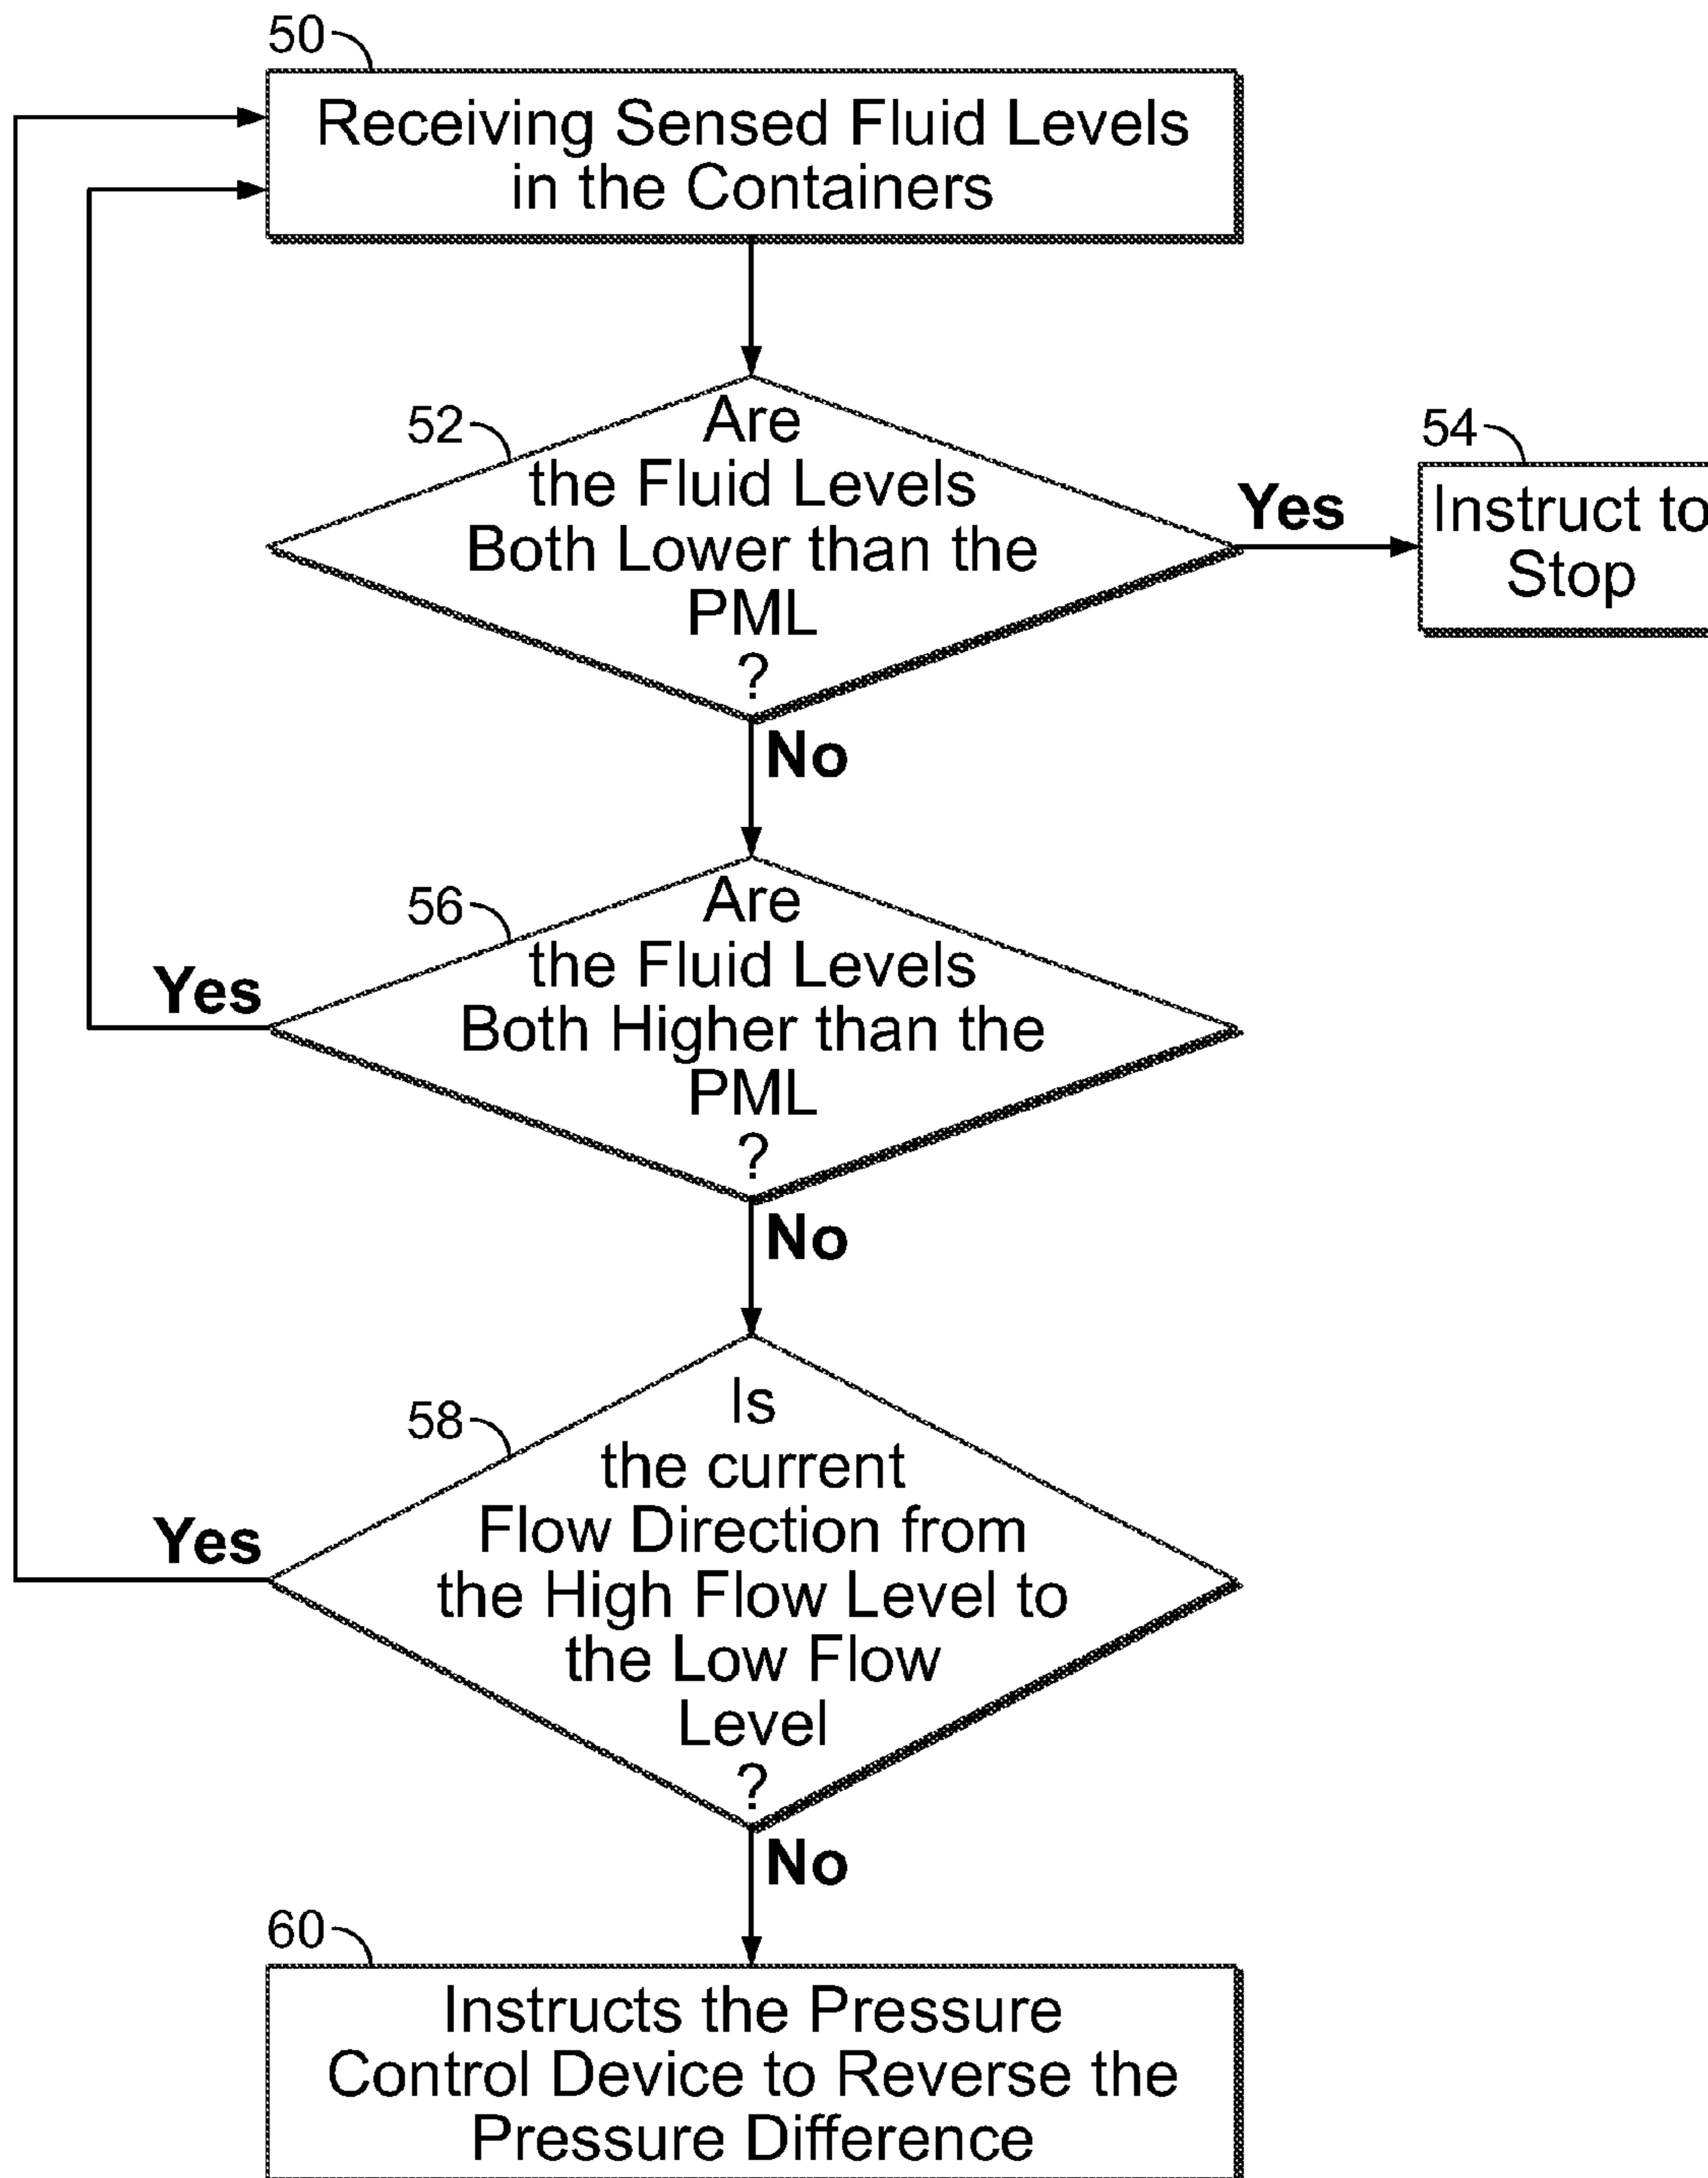 50
Receiving Sensed Fluid Levels
in the Containers
52
Are
the Fluid Levels
Both Lower than the
PML
?
Yes
54
Instruct to
Stop
No
56
Are
the Fluid Levels
Both Higher than the
PML
?
Yes
No
58
Is
the current
Flow Direction from
the High Flow Level to
the Low Flow
Level
?
Yes
No
60
Instructs the Pressure
Control Device to Reverse the
Pressure Difference